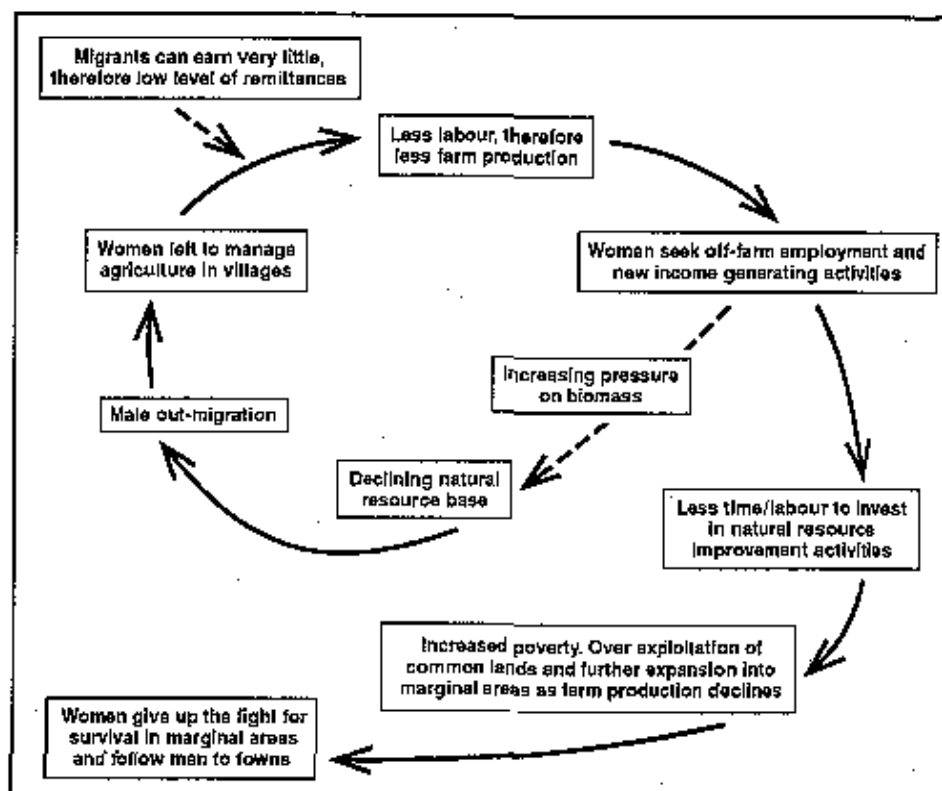 Migrants can earn very little,
therefore low level of remittances
Less labour, therefore
less farm production
Women left to manage
agriculture in villages
Women seek off-farm employment and
new income generating activities
Increasing pressure
on biomass
Male out-migration
Declining natural
resource base
Less time/labour to invest
in natural resource
improvement activities
Increased poverty. Over exploitation of
common lands and further expansion into
marginal areas as farm production declines
Women give up the fight for
survival in marginal areas
and follow men to towns